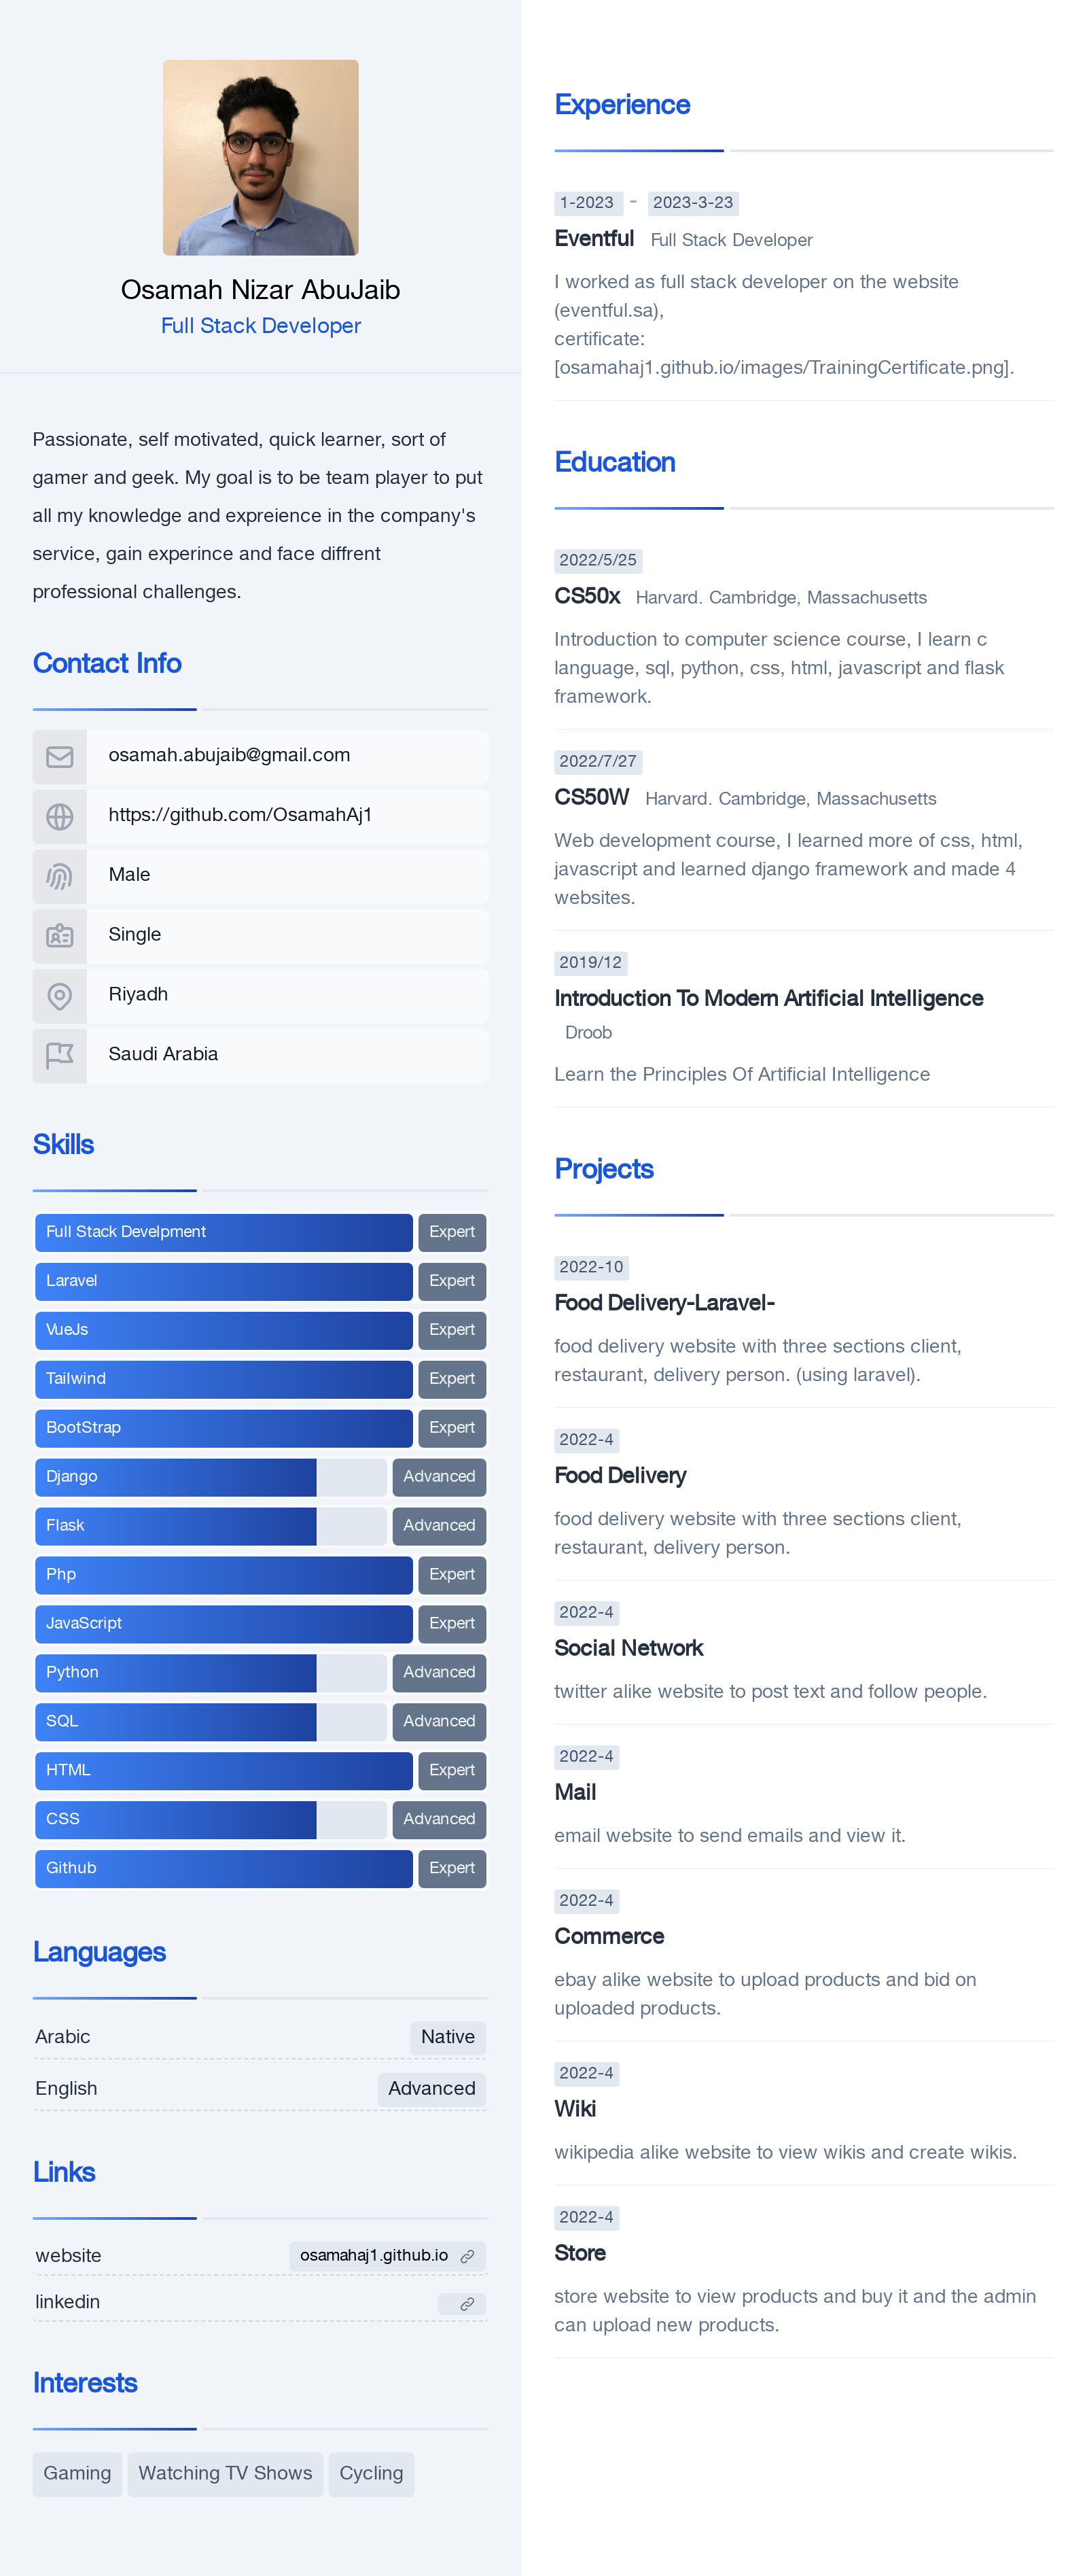 Osamah Nizar AbuJaib
Full Stack Developer
Passionate, self motivated, quick learner, sort of
gamer and geek. My goal is to be team player to put
all my knowledge and expreience in the company's
service, gain experince and face diffrent
professional challenges.
Contact Info
osamah.abujaib@gmail.com
https://github.com/OsamahAj1
Male
Single
Riyadh
Saudi Arabia
Skills
Full Stack Develpment Expert
Laravel Expert
VueJs Expert
Tailwind Expert
BootStrap Expert
Django Advanced
Flask Advanced
Php Expert
JavaScript Expert
Python Advanced
SQL Advanced
HTML Expert
CSS Advanced
Github Expert
Languages
Arabic Native
English Advanced
Links
website osamahaj1.github.io
linkedin
Interests
Gaming Watching TV Shows Cycling
Experience
1-2023 - 2023-3-23
Eventful Full Stack Developer
I worked as full stack developer on the website
(eventful.sa),
certificate:
[osamahaj1.github.io/images/TrainingCertificate.png].
Education
2022/5/25
CS50x Harvard. Cambridge, Massachusetts
Introduction to computer science course, I learn c
language, sql, python, css, html, javascript and flask
framework.
2022/7/27
CS50W Harvard. Cambridge, Massachusetts
Web development course, I learned more of css, html,
javascript and learned django framework and made 4
websites.
2019/12
Introduction To Modern Artificial Intelligence
Droob
Learn the Principles Of Artificial Intelligence
Projects
2022-10
Food Delivery-Laravel-
food delivery website with three sections client,
restaurant, delivery person. (using laravel).
2022-4
Food Delivery
food delivery website with three sections client,
restaurant, delivery person.
2022-4
Social Network
twitter alike website to post text and follow people.
2022-4
Mail
email website to send emails and view it.
2022-4
Commerce
ebay alike website to upload products and bid on
uploaded products.
2022-4
Wiki
wikipedia alike website to view wikis and create wikis.
2022-4
Store
store website to view products and buy it and the admin
can upload new products.